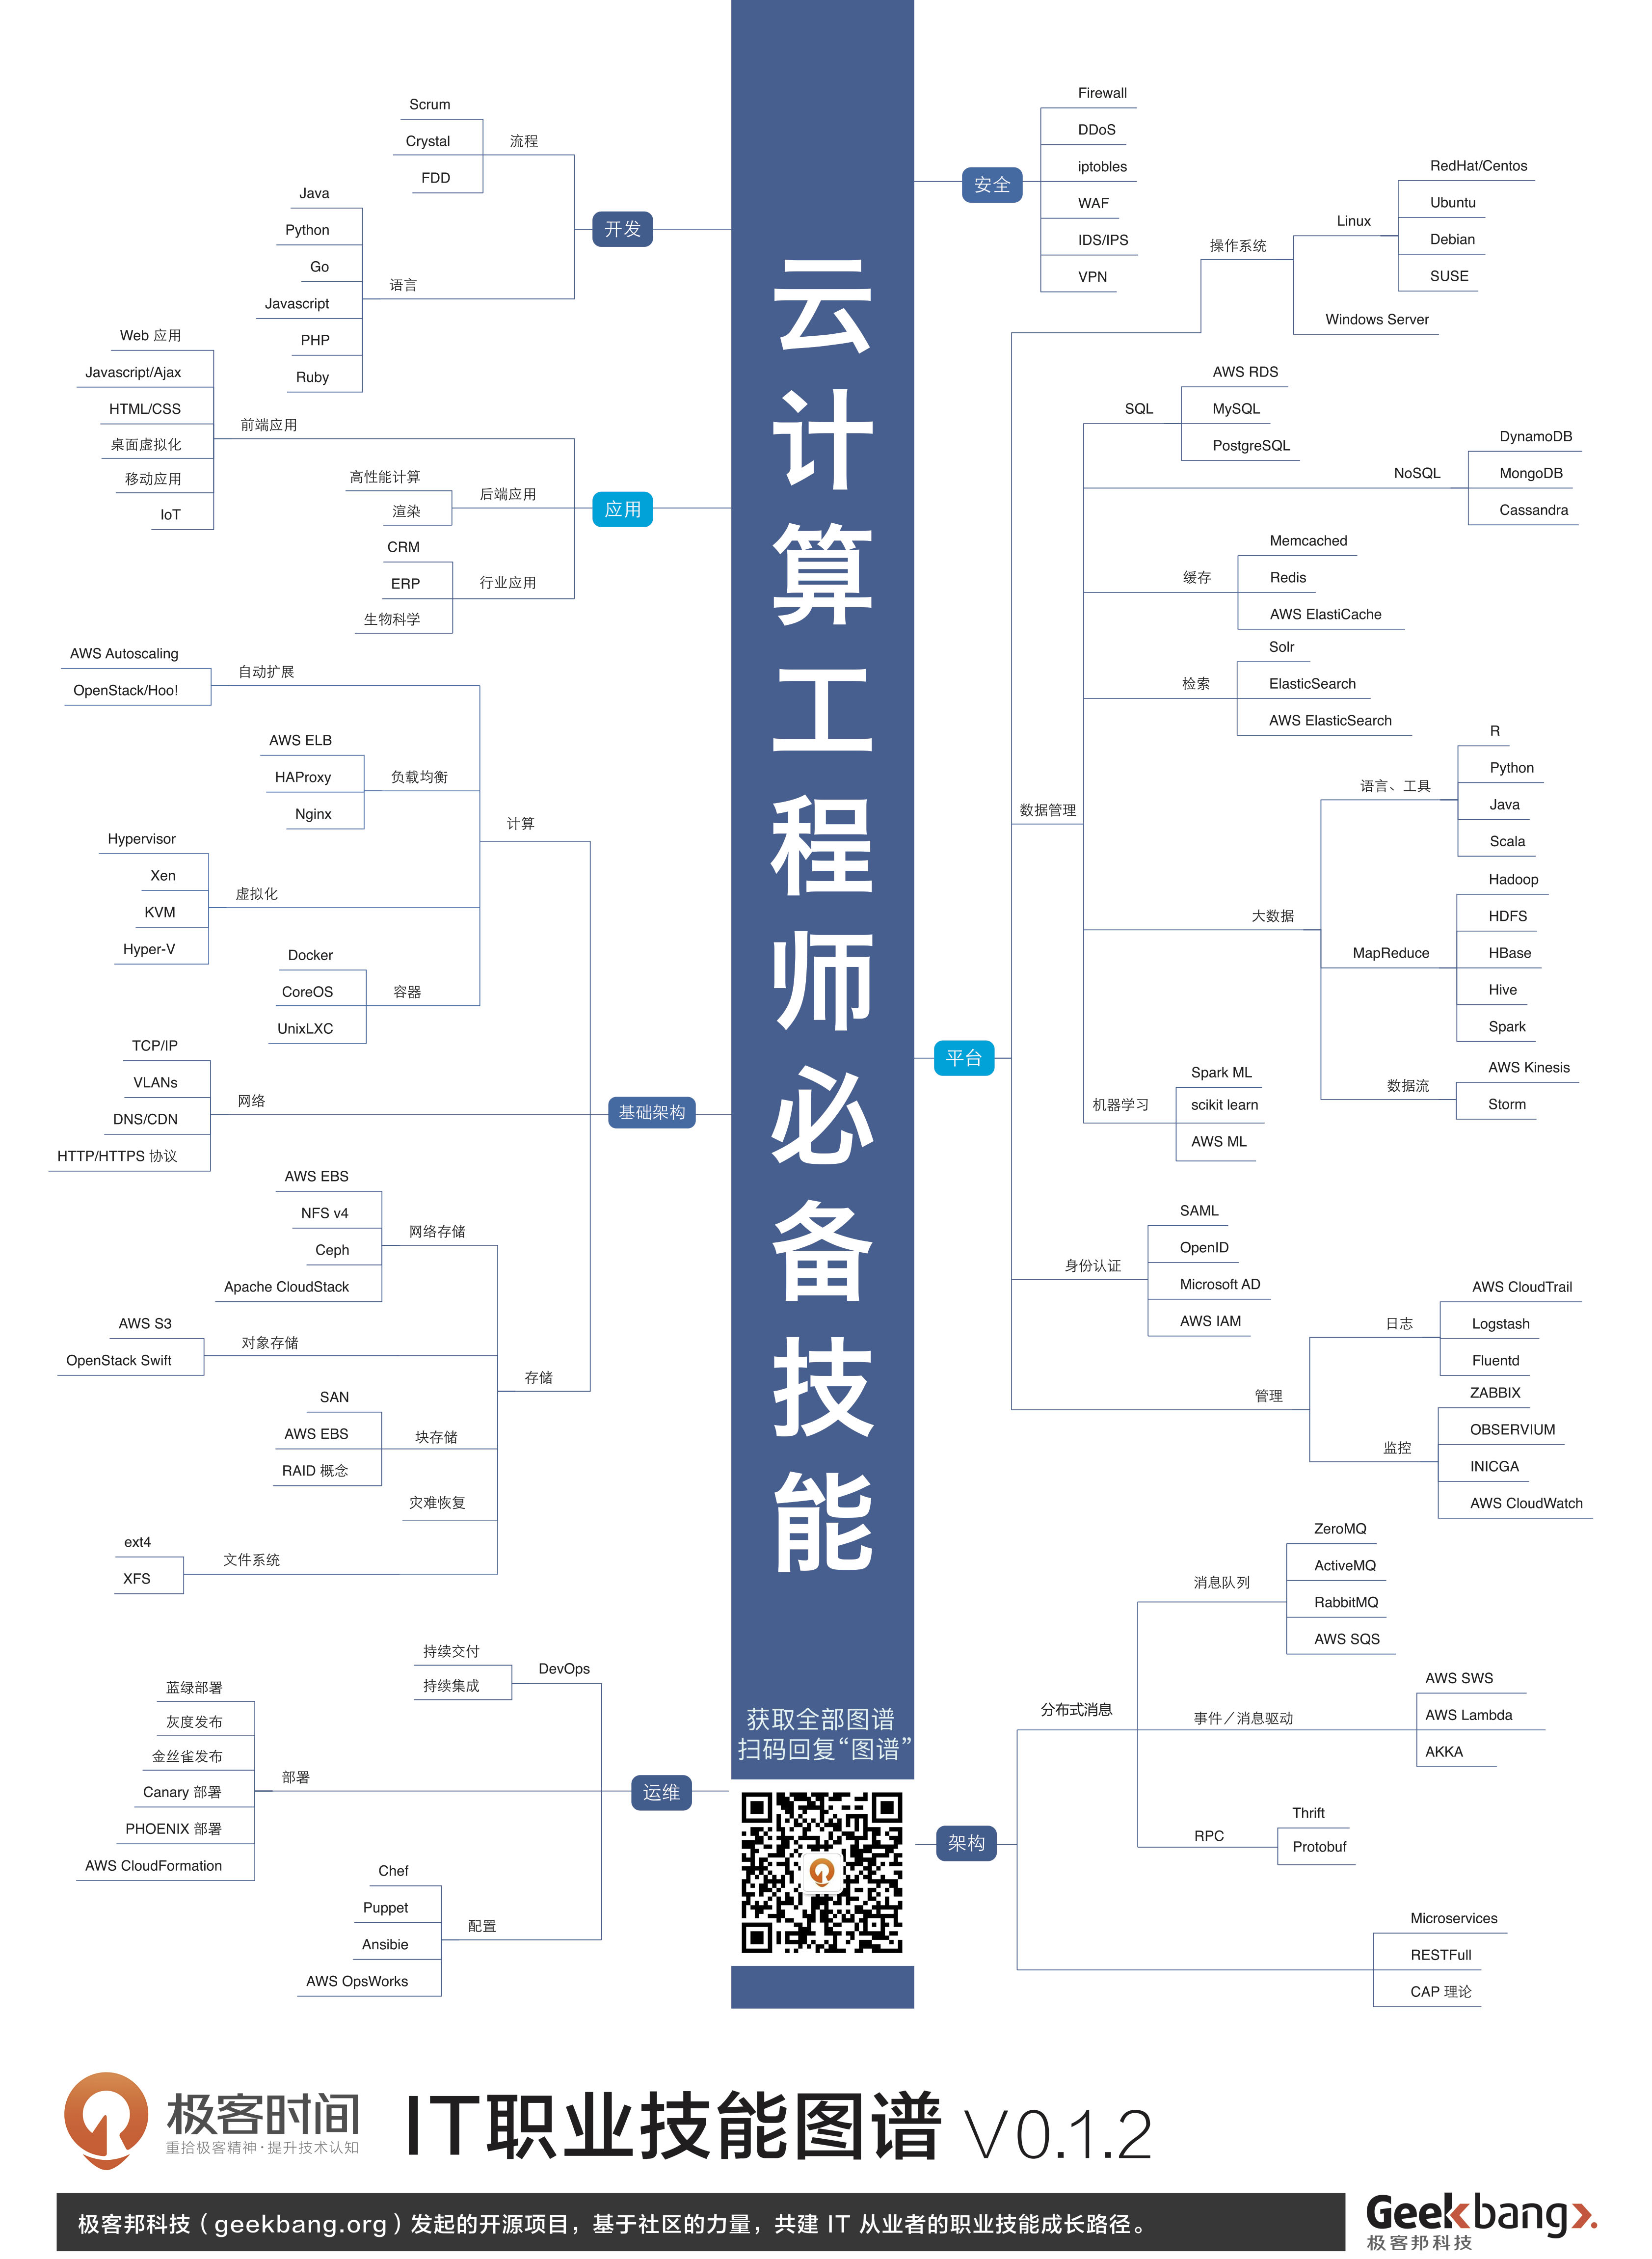 云计算工程师必备技能
获取全部图谱
扫码回复“图谱”
开发
流程
Scrum
Crystal
FDD
语言
Java
Python
Go
Javascript
PHP
Ruby
应用
前端应用
Web 应用
Javascript/Ajax
HTML/CSS
桌面虚拟化
移动应用
IoT
后端应用
高性能计算
渲染
行业应用
CRM
ERP
生物科学
基础架构
计算
自动扩展
AWS Autoscaling
OpenStack/Hoo!
负载均衡
AWS ELB
HAProxy
Nginx
虚拟化
Hypervisor
Xen
KVM
Hyper-V
容器
Docker
CoreOS
UnixLXC
网络
TCP/IP
VLANs
DNS/CDN
HTTP/HTTPS 协议
存储
网络存储
AWS EBS
NFS v4
Ceph
Apache CloudStack
对象存储
AWS S3
OpenStack Swift
块存储
SAN
AWS EBS
RAID 概念
灾难恢复
文件系统
ext4
XFS
运维
DevOps
持续交付
持续集成
部署
蓝绿部署
灰度发布
金丝雀发布
Canary 部署
PHOENIX 部署
AWS CloudFormation
配置
Chef
Puppet
Ansibie
AWS OpsWorks
安全
Firewall
DDoS
iptobles
WAF
IDS/IPS
VPN
平台
操作系统
Linux
RedHat/Centos
Ubuntu
Debian
SUSE
Windows Server
数据管理
SQL
AWS RDS
MySQL
PostgreSQL
NoSQL
DynamoDB
MongoDB
Cassandra
缓存
Memcached
Redis
AWS ElastiCache
检索
Solr
ElasticSearch
AWS ElasticSearch
大数据
语言、工具
R
Python
Java
Scala
MapReduce
Hadoop
HDFS
HBase
Hive
Spark
数据流
AWS Kinesis
Storm
机器学习
Spark ML
scikit learn
AWS ML
身份认证
SAML
OpenID
Microsoft AD
AWS IAM
管理
日志
AWS CloudTrail
Logstash
Fluentd
监控
ZABBIX
OBSERVIUM
INICGA
AWS CloudWatch
架构
分布式消息
消息队列
ZeroMQ
ActiveMQ
RabbitMQ
AWS SQS
事件／消息驱动
AWS SWS
AWS Lambda
AKKA
RPC
Thrift
Protobuf
Microservices
RESTFull
CAP 理论
极客时间
重拾极客精神·提升技术认知
IT职业技能图谱 V0.1.2
极客邦科技（geekbang.org）发起的开源项目，基于社区的力量，共建 IT 从业者的职业技能成长路径。
Geekbang
极客邦科技